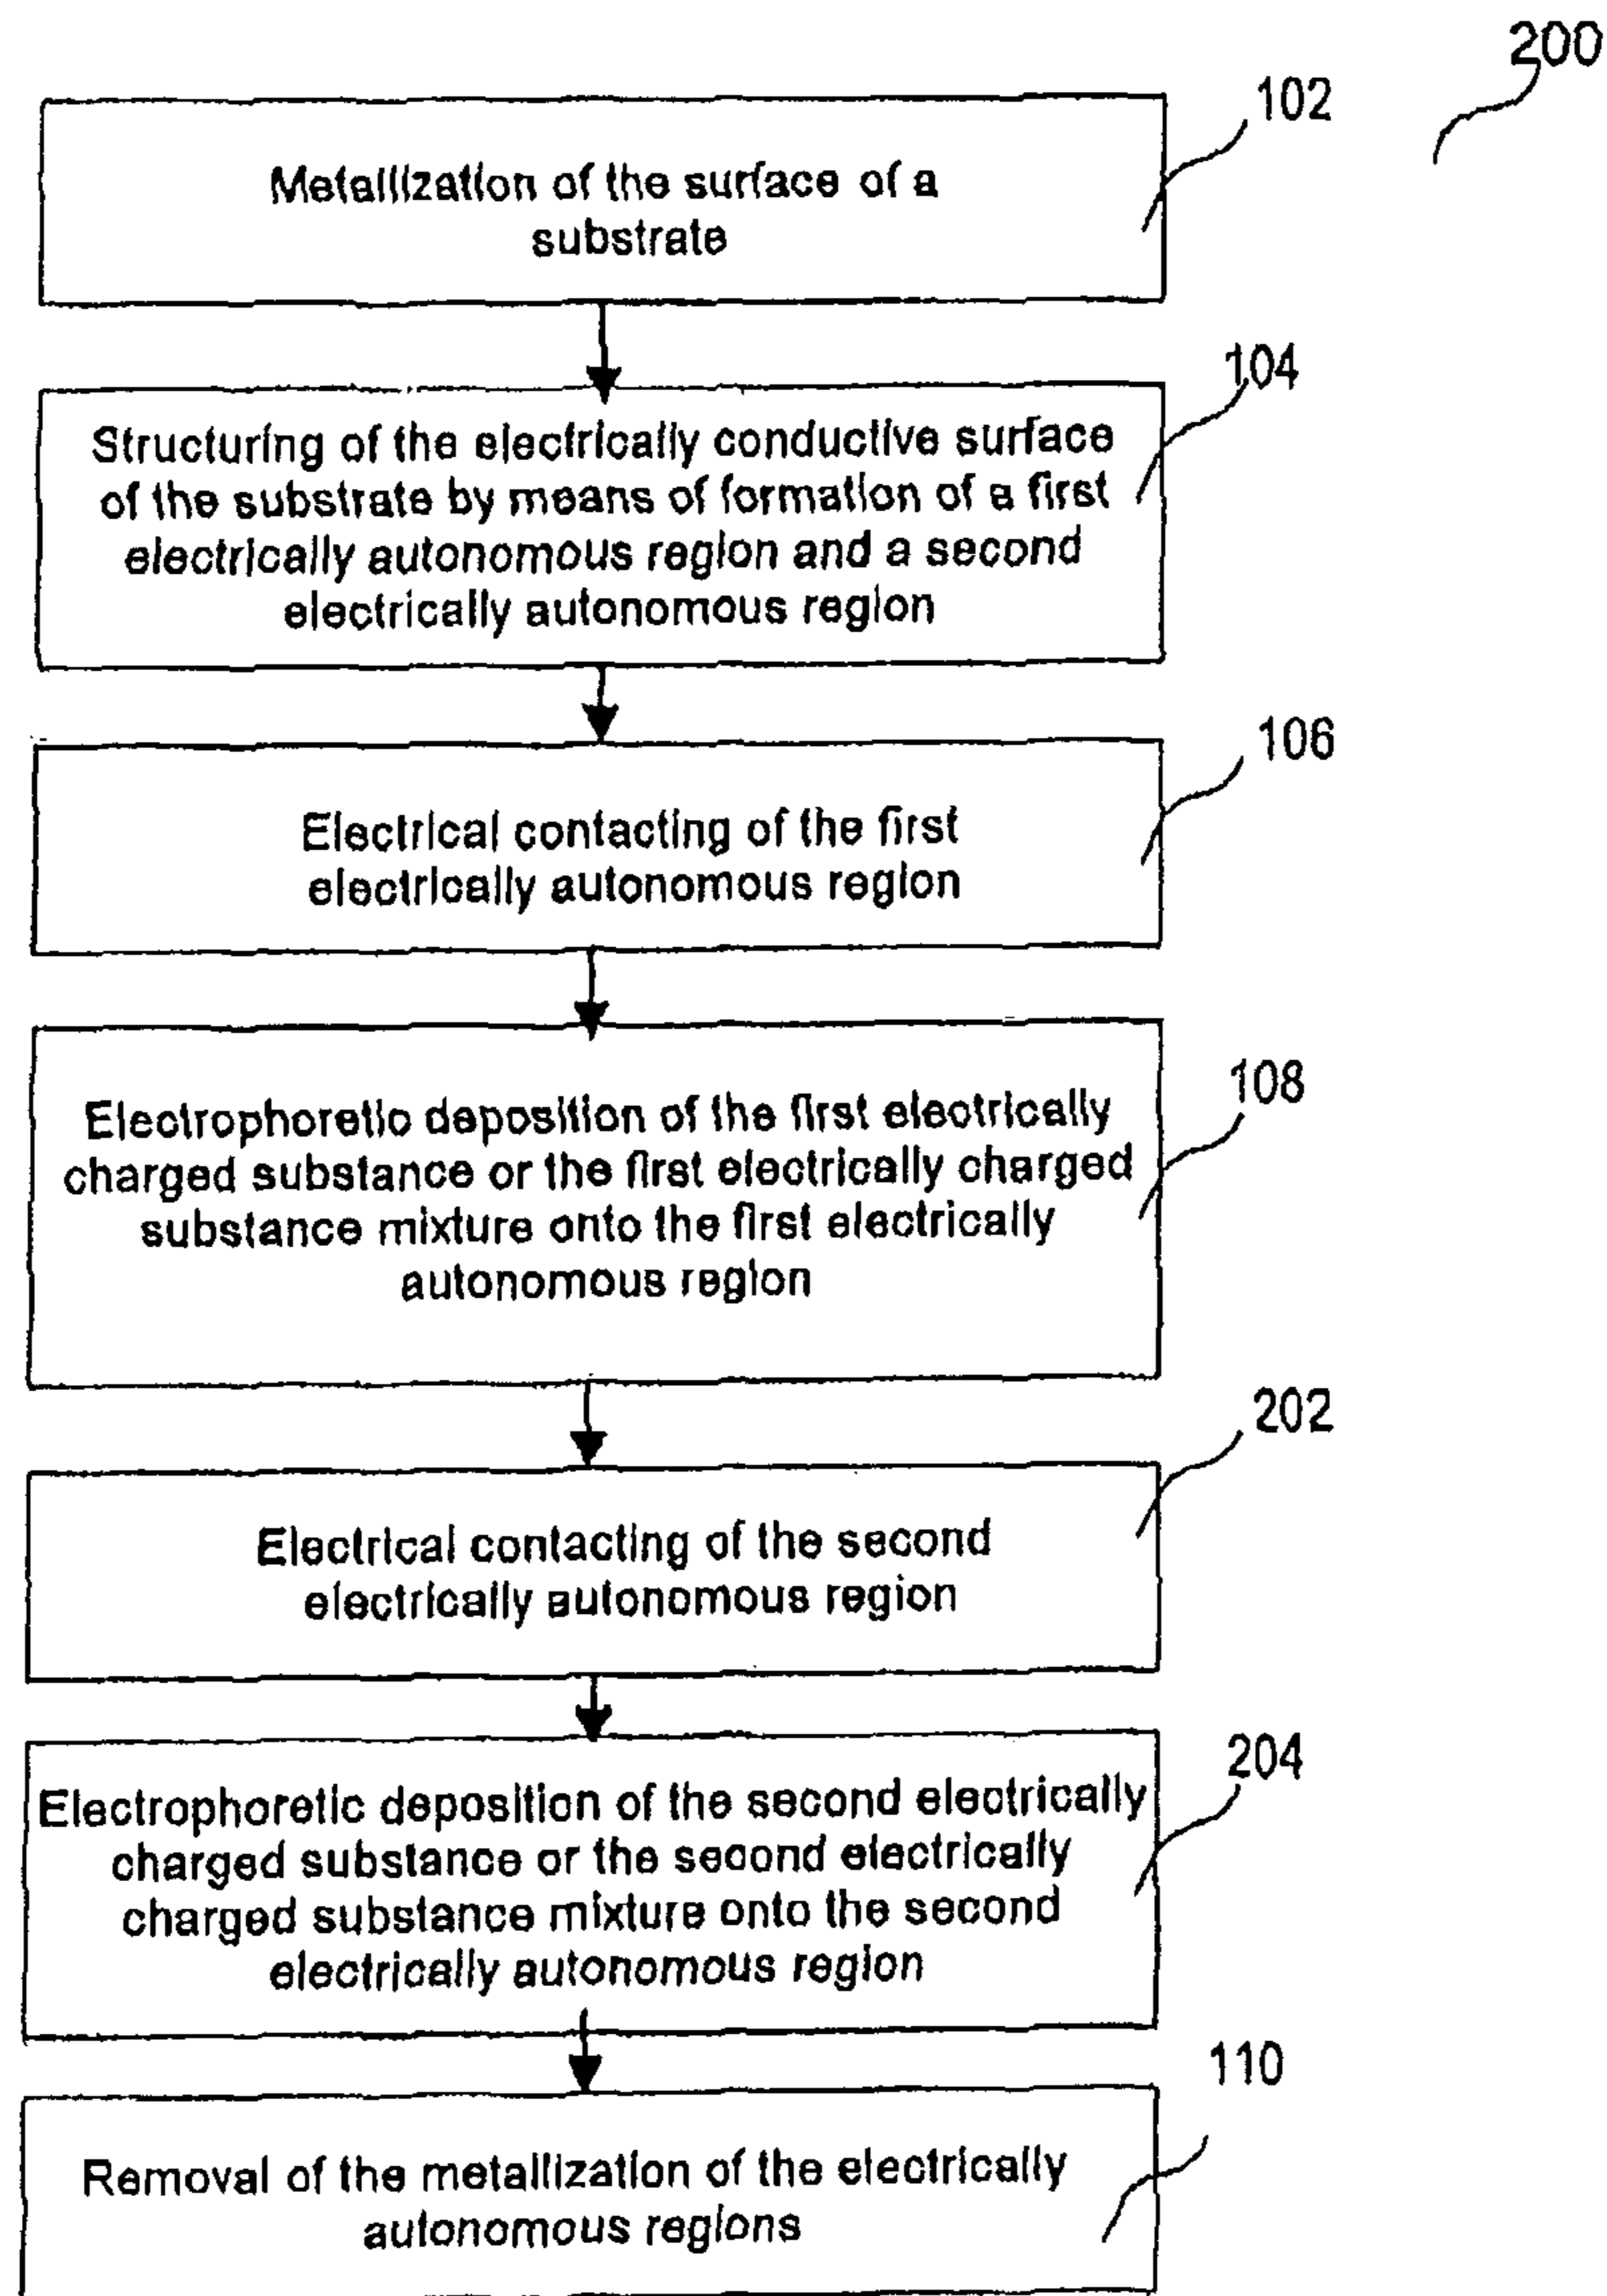 200
102
Metallization of the surface of a
substrate
104
Structuring of the electrically conductive surface
of the substrate by means of formation of a first
electrically autonomous region and a second
electrically autonomous region
106
Electrical contacting of the first
electrically autonomous region
108
Electrophoretic deposition of the first electrically
charged substance or the first electrically charged
substance mixture onto the first electrically
autonomous region
202
Electrical contacting of the second
electrically autonomous region
204
Electrophoretic deposition of the second electrically
charged substance or the second electrically
charged substance mixture onto the second
electrically autonomous region
110
Removal of the metallization of the electrically
autonomous regions